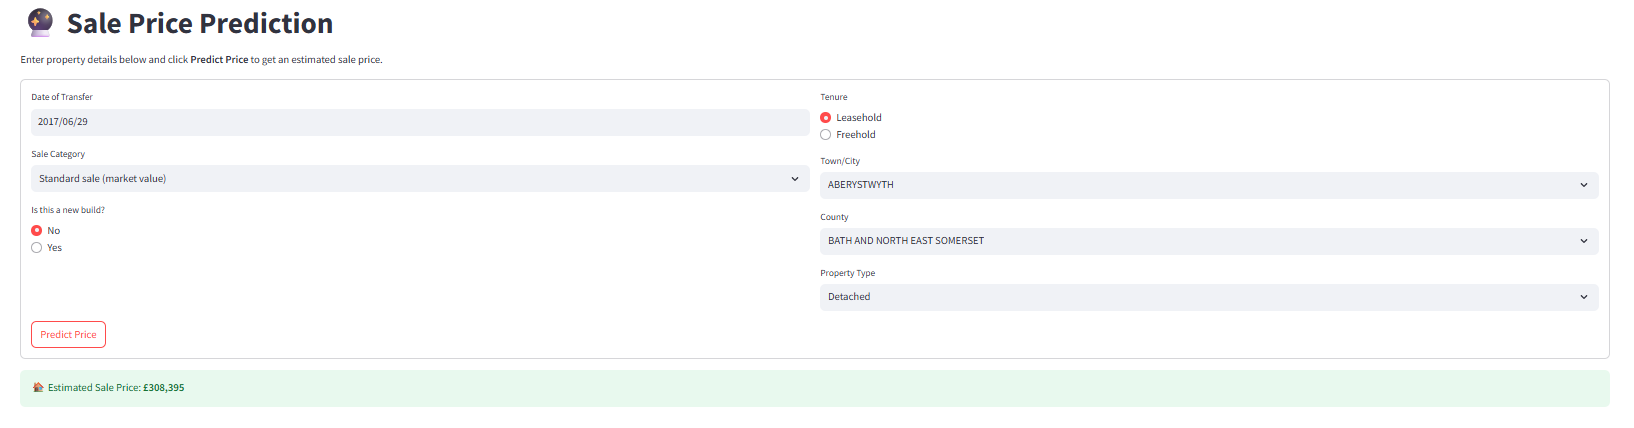 Sale Price Prediction
Enter property details below and click Predict Price to get an estimated sale price.
Date of Transfer
2017/06/29
Sale Category
Standard sale (market value)
Is this a new build?
No
Yes
Tenure
Leasehold
Freehold
Town/City
ABERYSTWYTH
County
BATH AND NORTH EAST SOMERSET
Property Type
Detached
Predict Price
Estimated Sale Price: £308,395